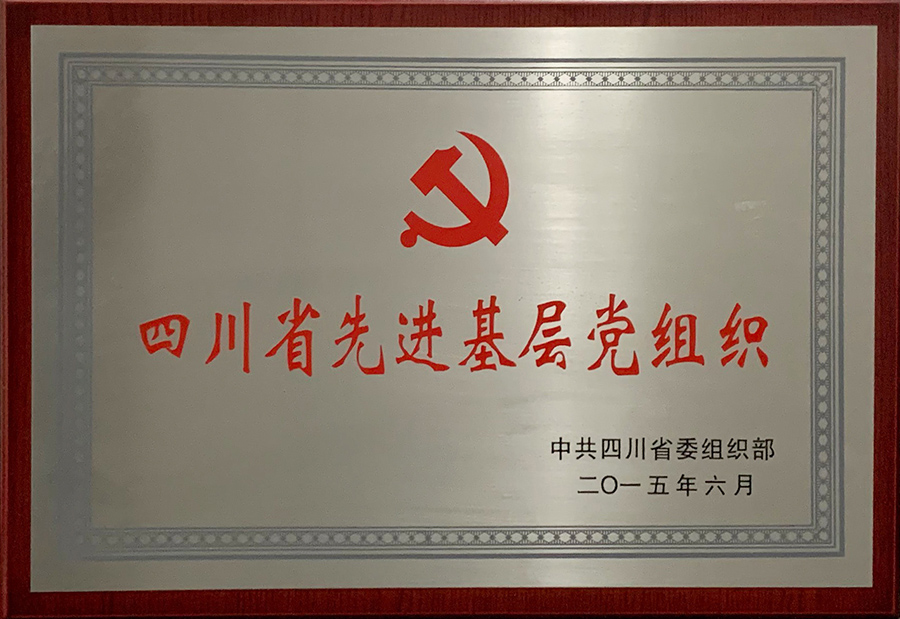 四川省先进基层党组织
中共四川省委组织部
二〇一五年六月